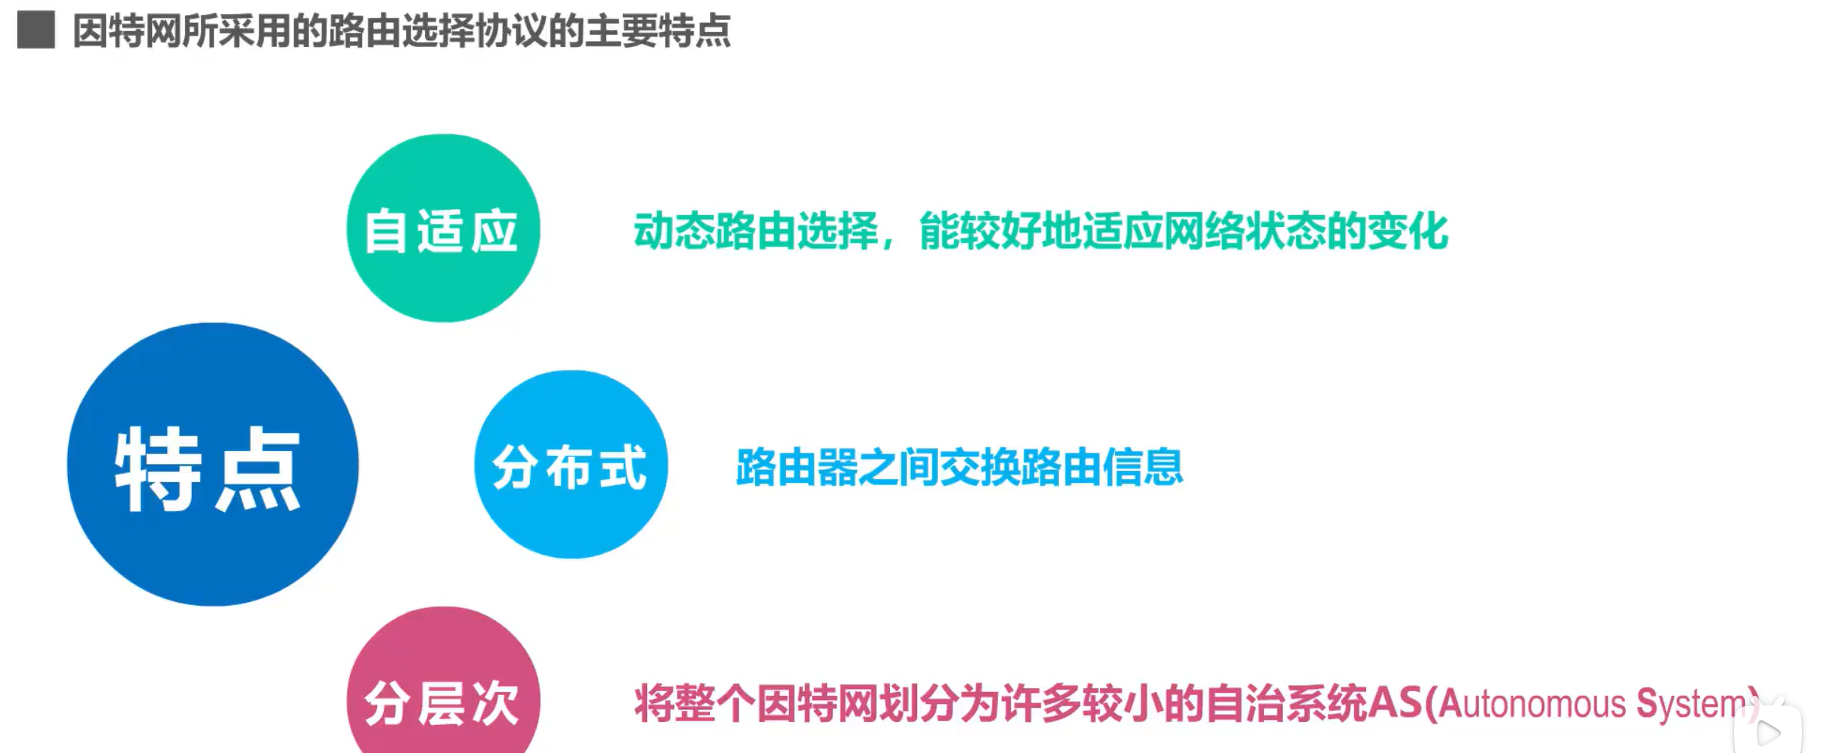 因特网所采用的路由选择协议的主要特点
自适应
动态路由选择，能较好地适应网络状态的变化
特点
分布式
路由器之间交换路由信息
分层次
将整个因特网划分为许多较小的自治系统AS(Autonomous System)